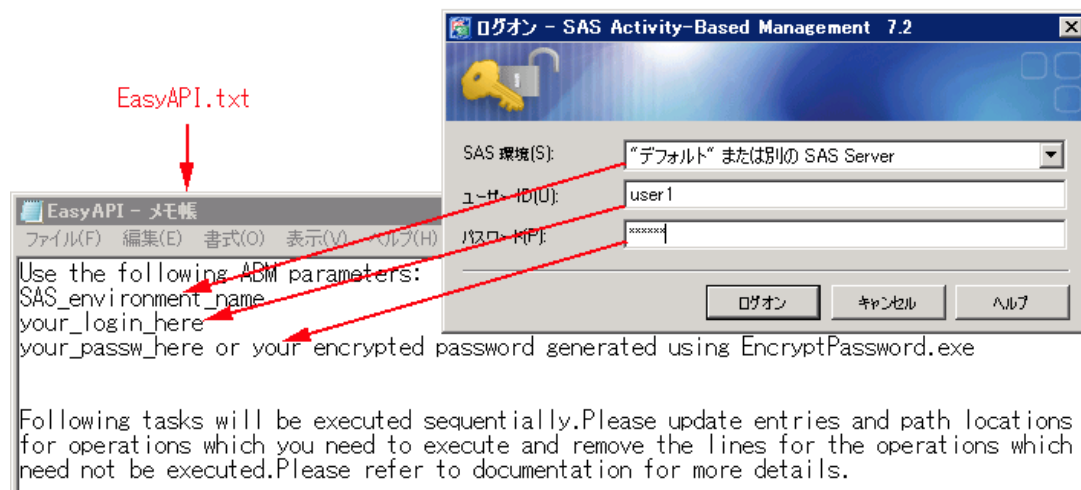 ログオン - SAS Activity-Based Management 7.2
EasyAPI.txt
SAS 環境(S):
"デフォルト" または別の SAS Server
ユーザー ID(U):
user1
パスワード(P):
******
ログオン
キャンセル
ヘルプ
EasyAPI - メモ帳
ファイル(F) 編集(E) 書式(O) 表示(V) ヘルプ(H)
Use the following ABM parameters:
SAS_environment_name
your_login_here
your_passw_here or your encrypted password generated using EncryptPassword.exe
Following tasks will be executed sequentially.Please update entries and path locations
for operations which you need to execute and remove the lines for the operations which
need not be executed.Please refer to documentation for more details.